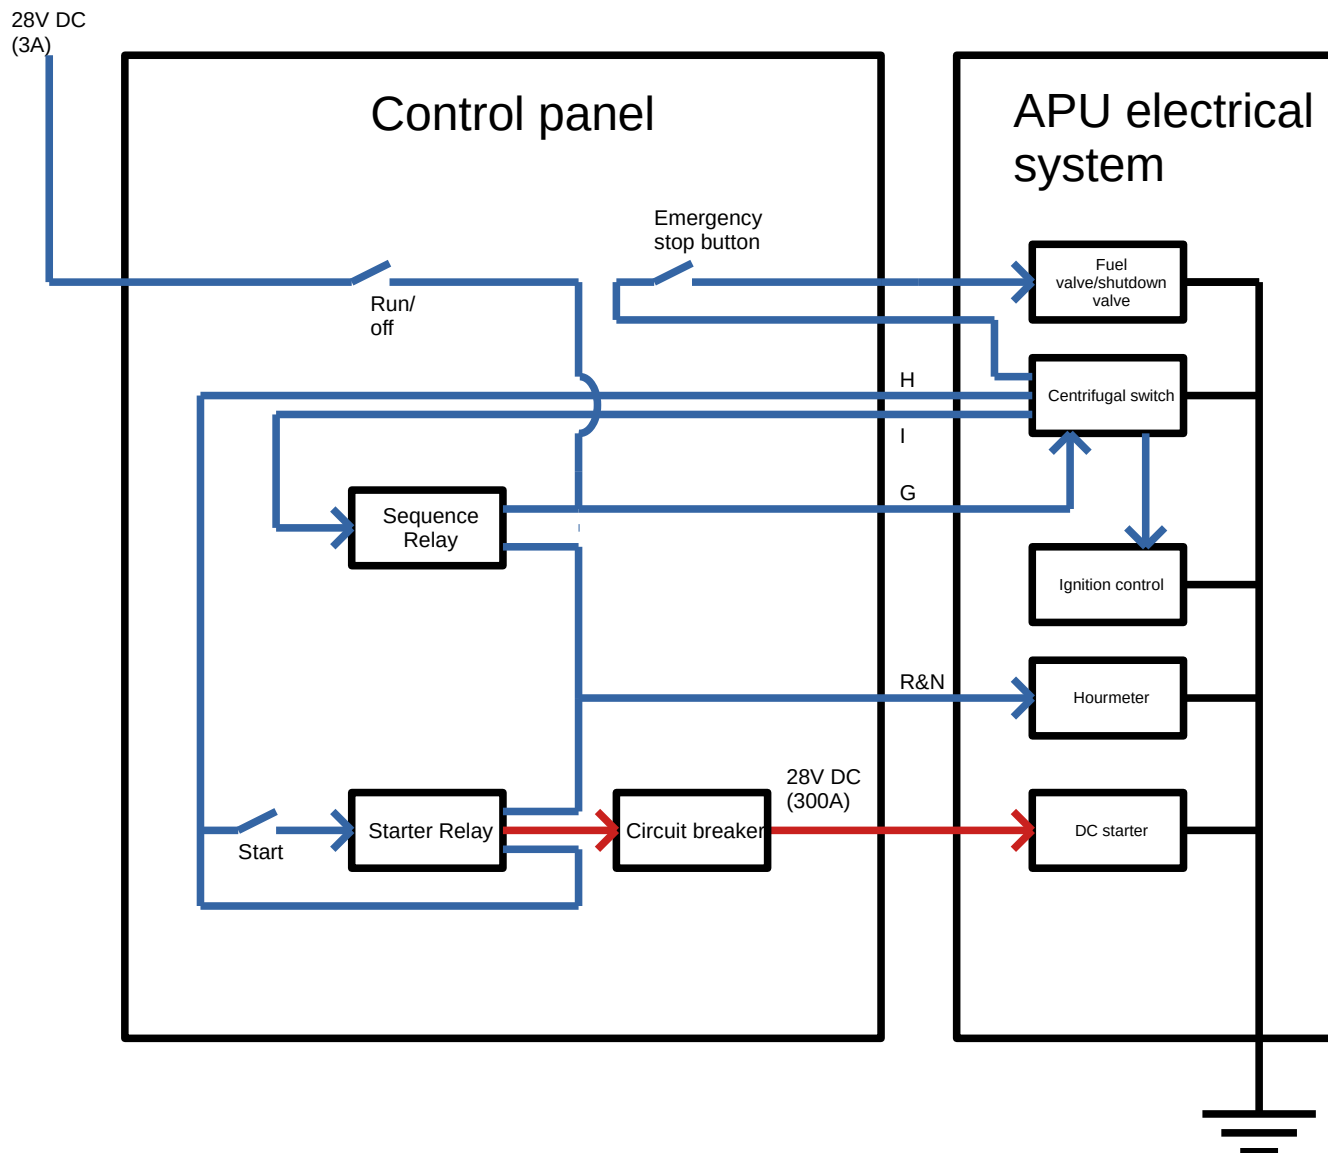 28V DC
(3A)
Control panel
APU electrical
system
Emergency
stop button
Run/
off
Fuel
valve/shutdown
valve
H
Centrifugal switch
I
G
Sequence
Relay
Ignition control
R&N
Hourmeter
28V DC
(300A)
Starter Relay
Circuit breaker
DC starter
Start